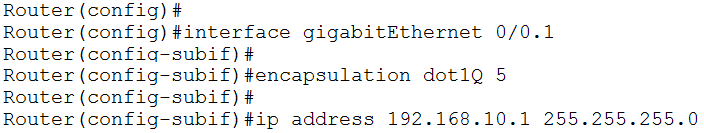 Router(config)#
Router(config)#interface gigabitEthernet 0/0.1
Router(config-subif)#
Router(config-subif)#encapsulation dot1Q 5
Router(config-subif)#
Router(config-subif)#ip address 192.168.10.1 255.255.255.0